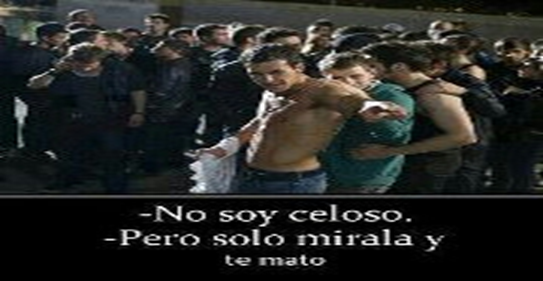 -No soy celoso.
-Pero solo mirala y
te mato